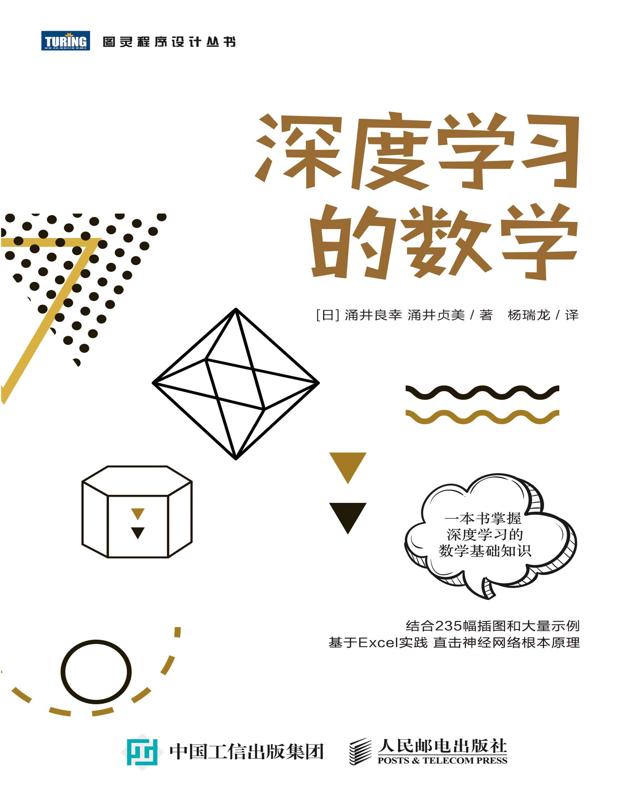 TURING 图灵程序设计丛书
深度学习
的数学
[日] 涌井良幸 涌井贞美 / 著 杨瑞龙 / 译
一本书掌握
深度学习的
数学基础知识
结合235幅插图和大量示例
基于Excel实践 直击神经网络根本原理
中国工信出版集团
人民邮电出版社
POSTS & TELECOM PRESS